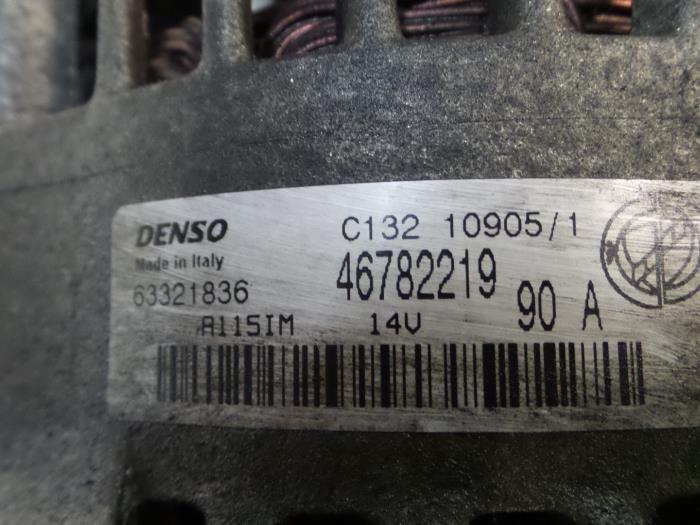 DENSO
C132 10905/1
Made in Italy
46782219
63321836
90 A
A115IM
14V